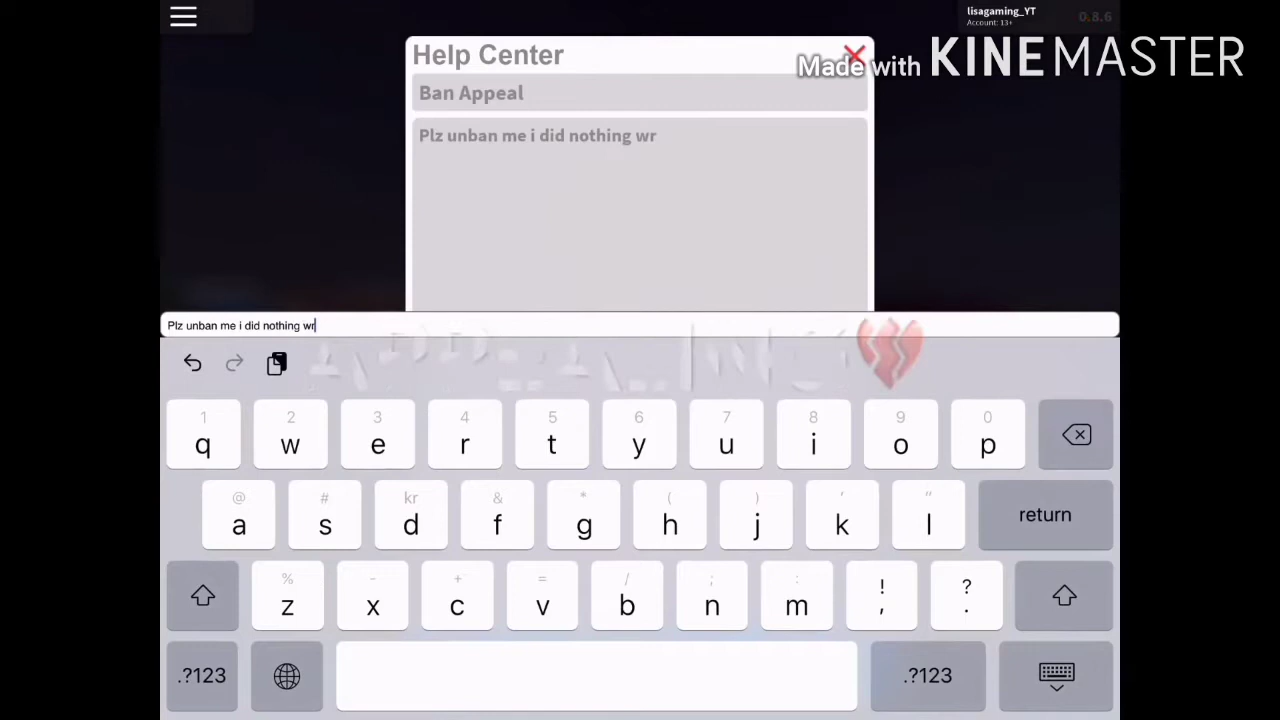 lisagaming_YT
Account: 13+
0.8.6
Help Center
Made with KINEMASTER
Ban Appeal
Plz unban me i did nothing wr
Plz unban me i did nothing wr
1 2 3 4 5 6 7 8 9 0
q w e r t y u i o p
@ # kr & * ( ) ' "
a s d f g h j k l return
% - + = / ; : ! ?
z x c v b n m , .
.?123 .?123